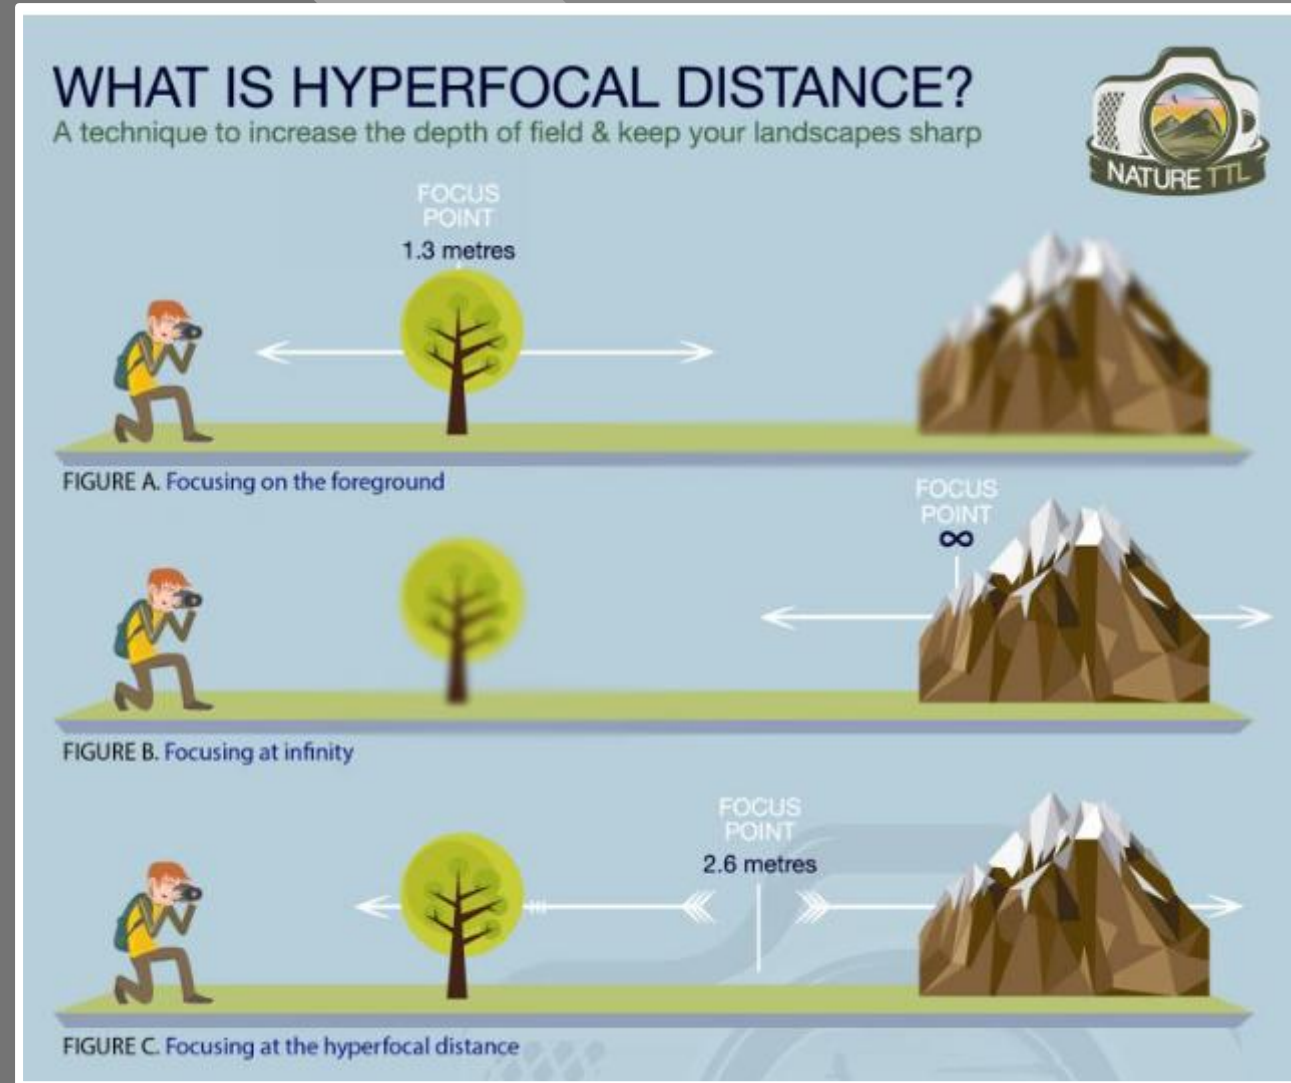 WHAT IS HYPERFOCAL DISTANCE?
A technique to increase the depth of field & keep your landscapes sharp
NATURE TTL
FOCUS
POINT
1.3 metres
FIGURE A. Focusing on the foreground
FOCUS
POINT
∞
FIGURE B. Focusing at infinity
FOCUS
POINT
2.6 metres
FIGURE C. Focusing at the hyperfocal distance